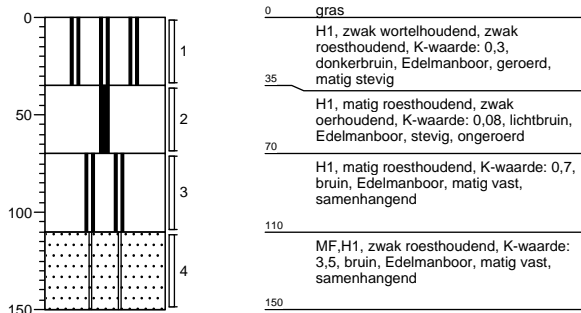 0
50
100
150
1
2
3
4
0 gras
H1, zwak wortelhoudend, zwak
roesthoudend, K-waarde: 0,3,
donkerbruin, Edelmanboor, geroerd,
matig stevig
35
H1, matig roesthoudend, zwak
oerhoudend, K-waarde: 0,08, lichtbruin,
Edelmanboor, stevig, ongeroerd
70
H1, matig roesthoudend, K-waarde: 0,7,
bruin, Edelmanboor, matig vast,
samenhangend
110
MF,H1, zwak roesthoudend, K-waarde:
3,5, bruin, Edelmanboor, matig vast,
samenhangend
150